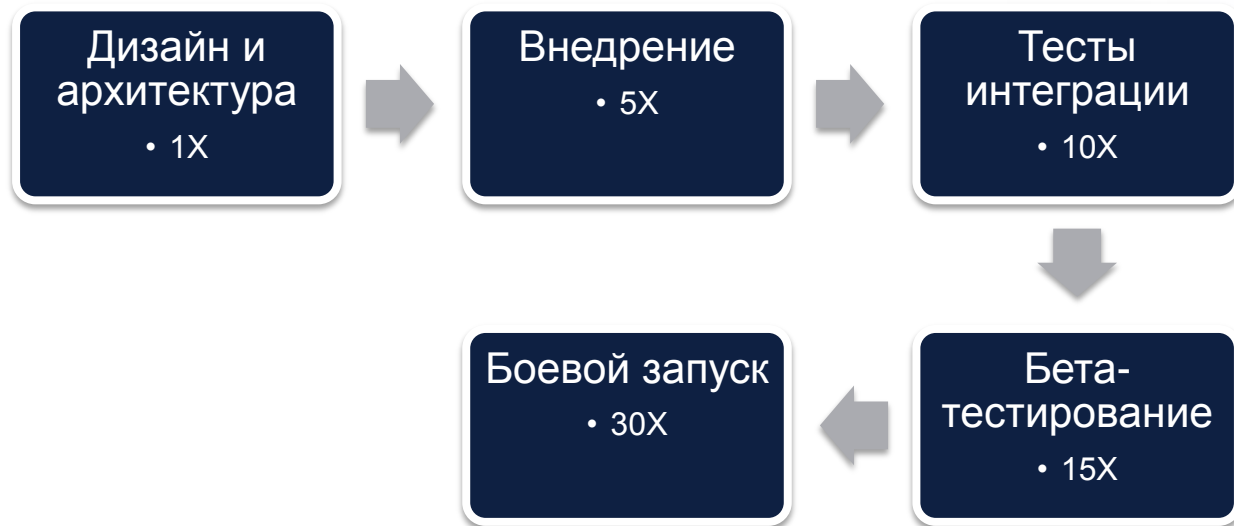 Дизайн и
архитектура
• 1X
Внедрение
• 5X
Тесты
интеграции
• 10X
Бета-
тестирование
• 15X
Боевой запуск
• 30X